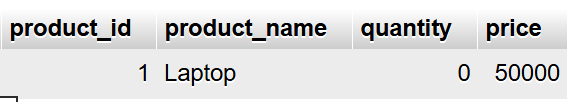 product_id product_name quantity price
1 Laptop 0 50000